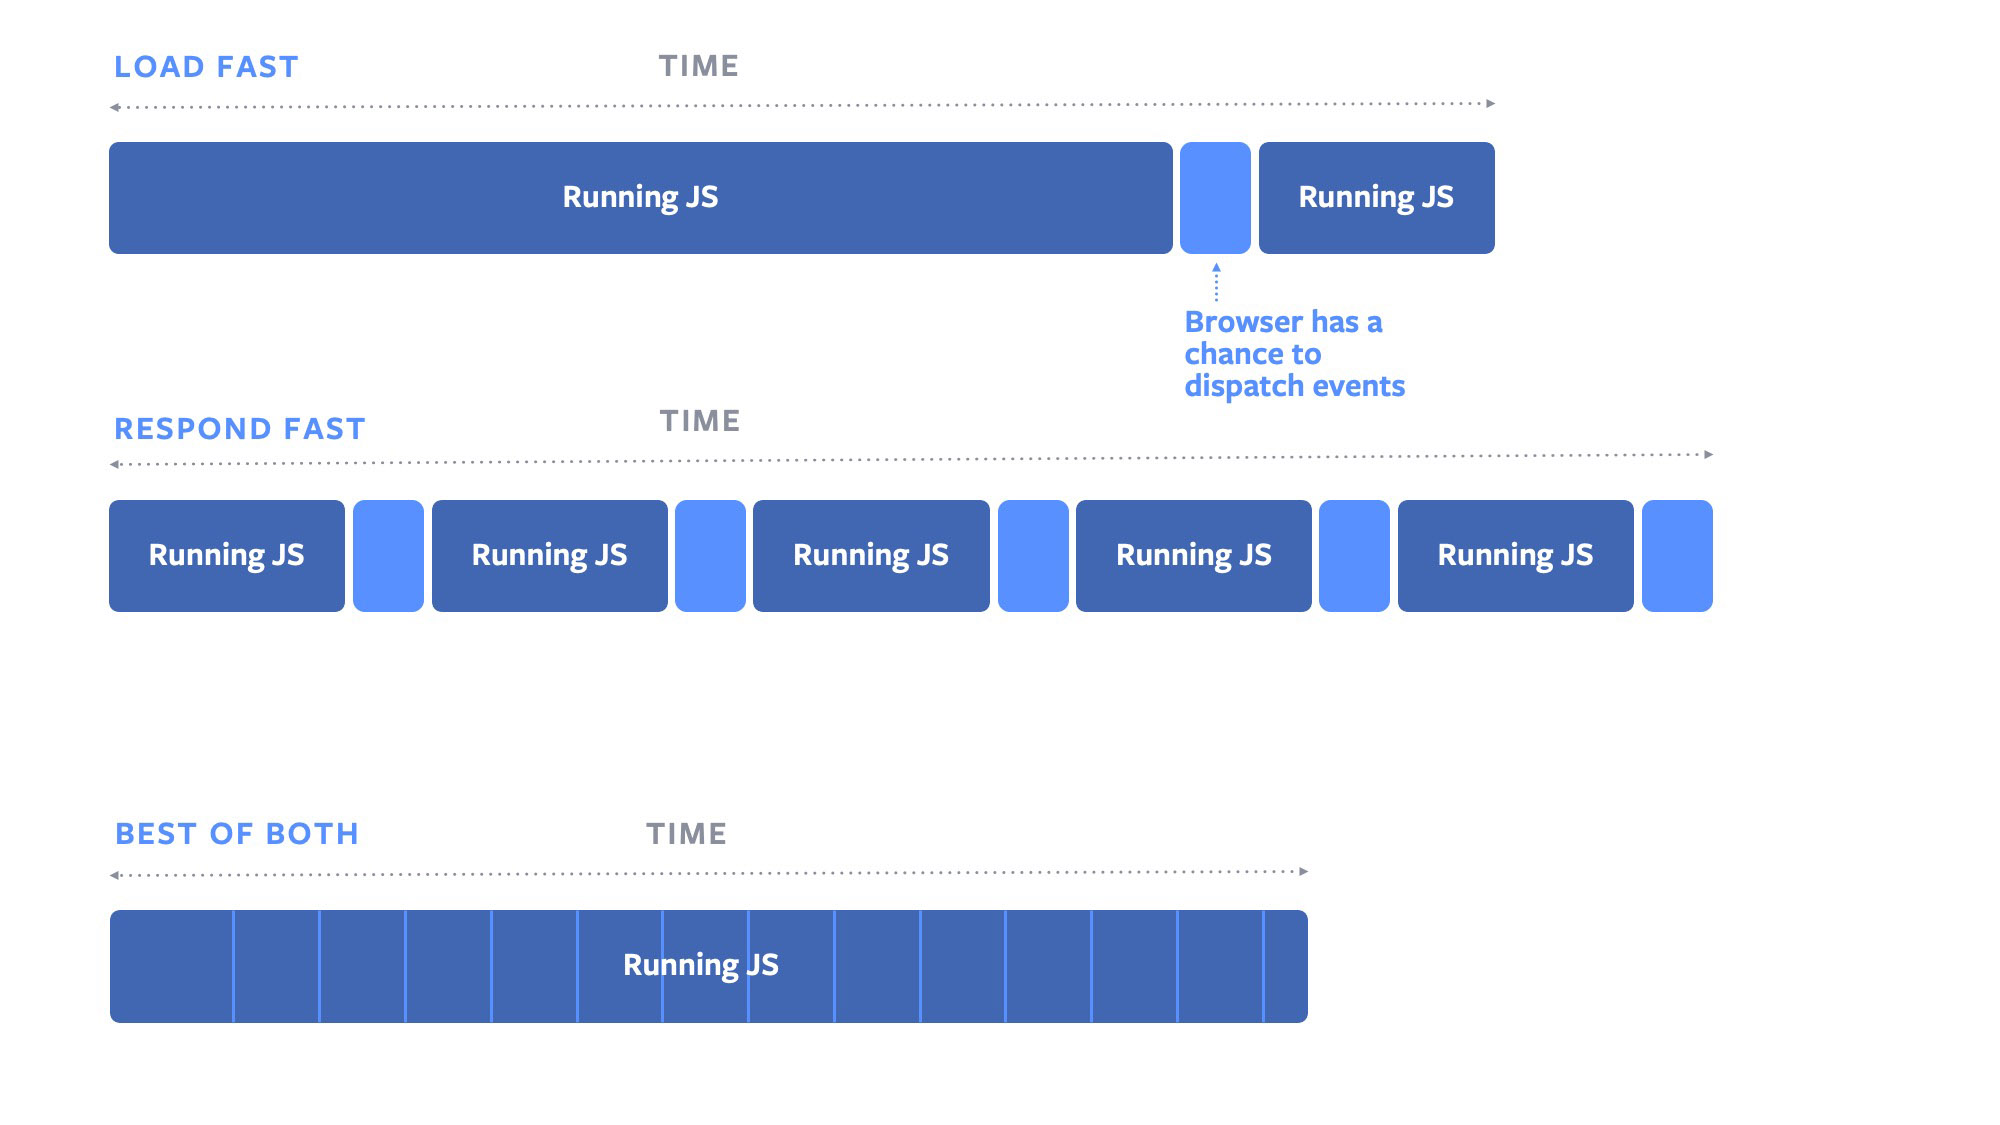 LOAD FAST
TIME
Running JS
Running JS
Browser has a
chance to
dispatch events
RESPOND FAST
TIME
Running JS
Running JS
Running JS
Running JS
Running JS
BEST OF BOTH
TIME
Running JS